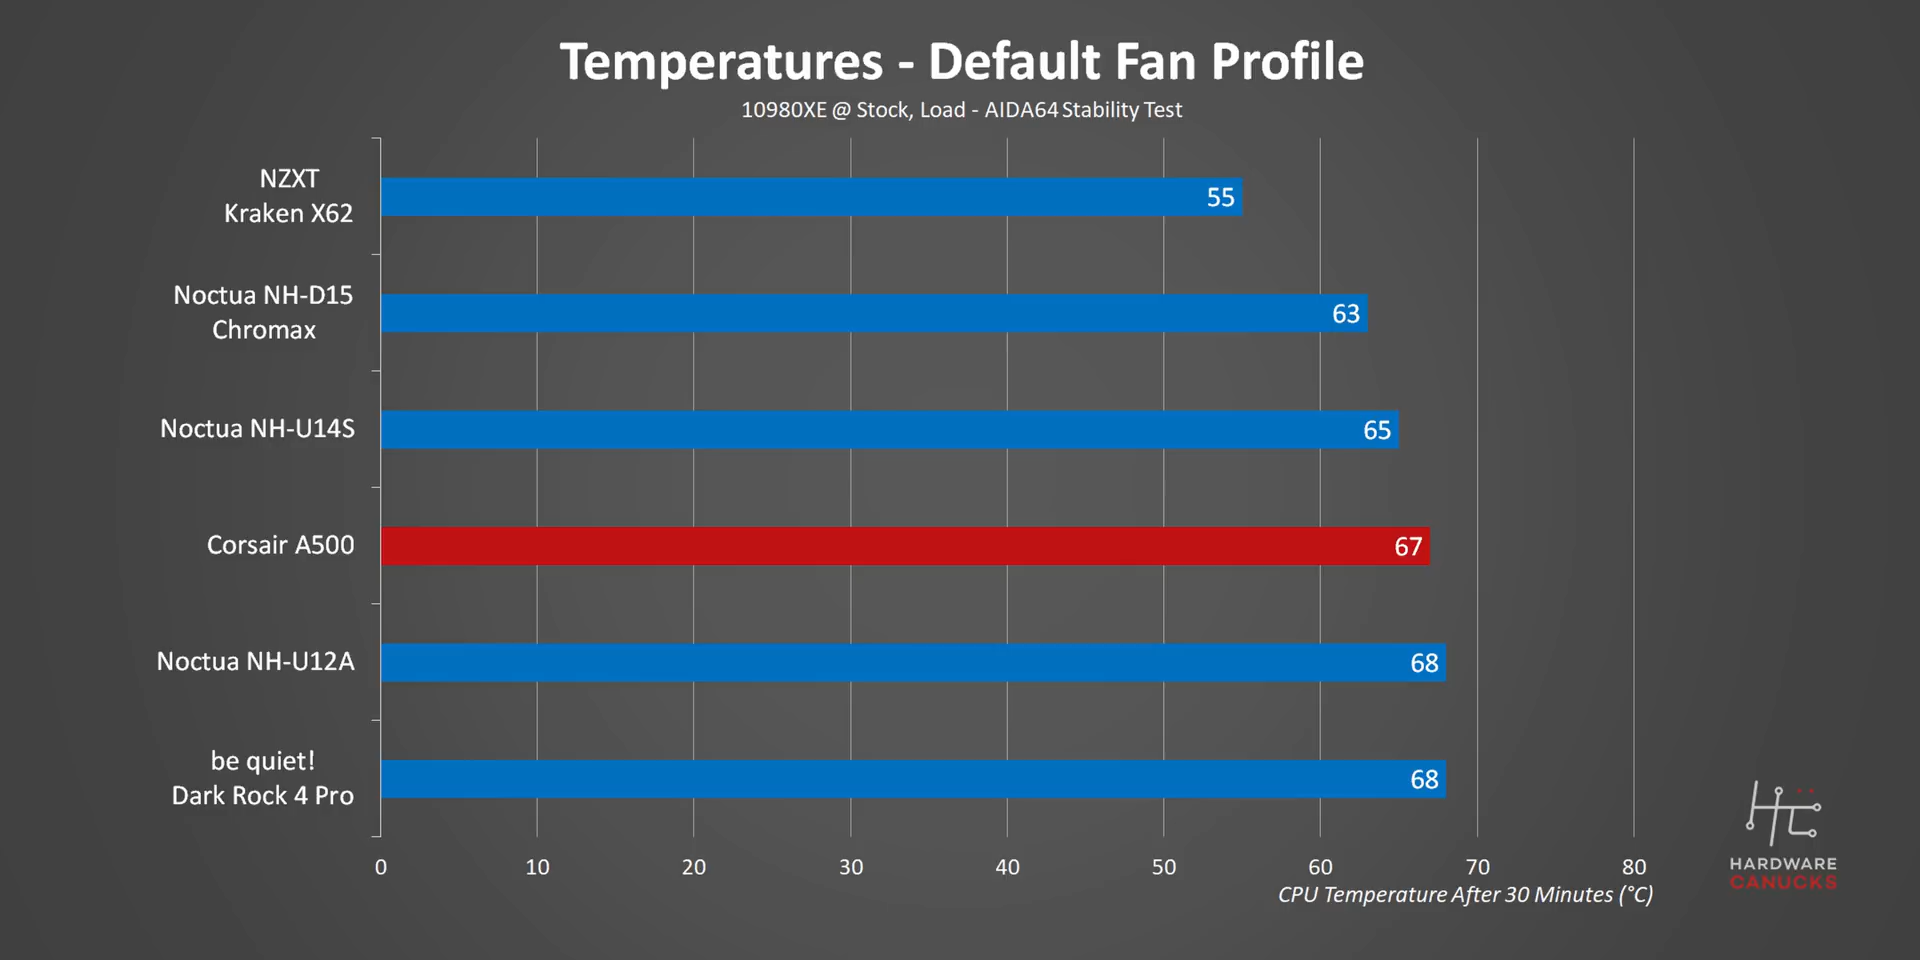 Temperatures - Default Fan Profile
10980XE @ Stock, Load - AIDA64 Stability Test
NZXT
Kraken X62
55
Noctua NH-D15
Chromax
63
Noctua NH-U14S
65
Corsair A500
67
Noctua NH-U12A
68
be quiet!
Dark Rock 4 Pro
68
0 10 20 30 40 50 60 70 80
CPU Temperature After 30 Minutes (°C)
HARDWARE
CANUCKS